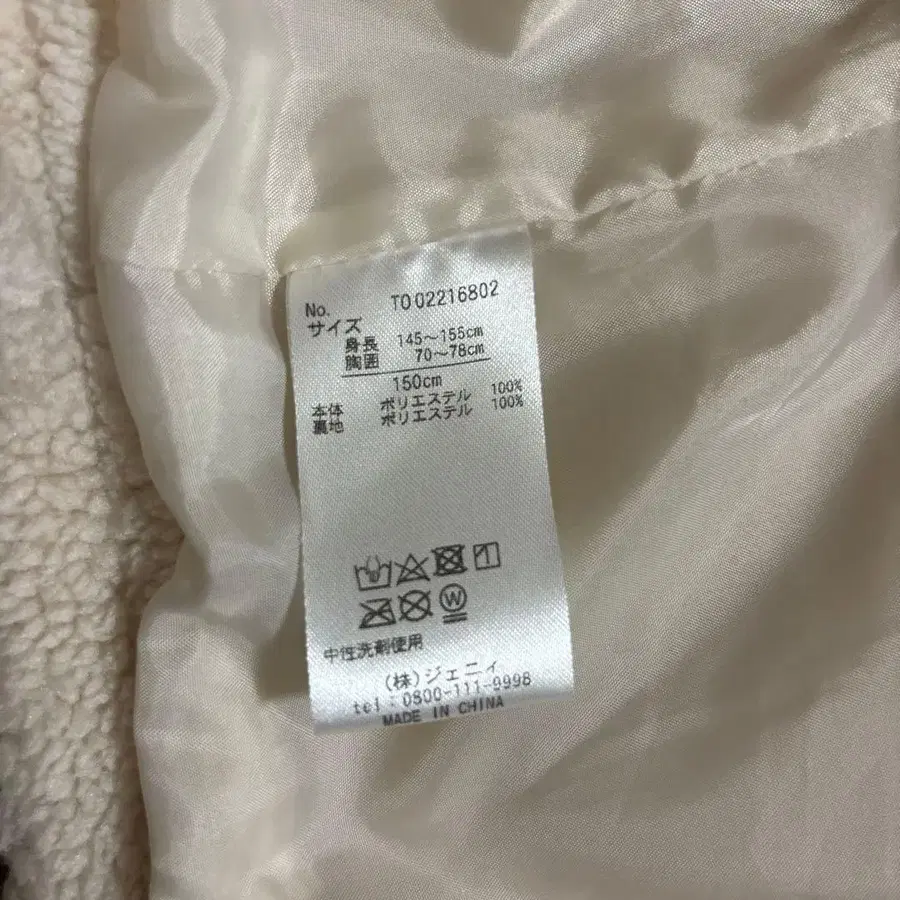 No. TO 02216802
サイズ
身長 145～155cm
胸囲 70～78cm
150cm
本体 ポリエステル 100%
裏地 ポリエステル 100%
W
中性洗剤使用
(株)ジェニィ
tel:0800-111-9998
MADE IN CHINA